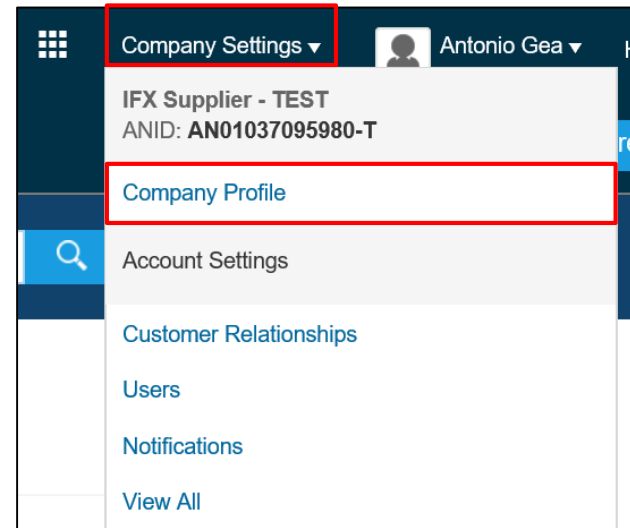 Company Settings ▾ Antonio Gea ▾
IFX Supplier - TEST
ANID: AN01037095980-T
Company Profile
Account Settings
Customer Relationships
Users
Notifications
View All